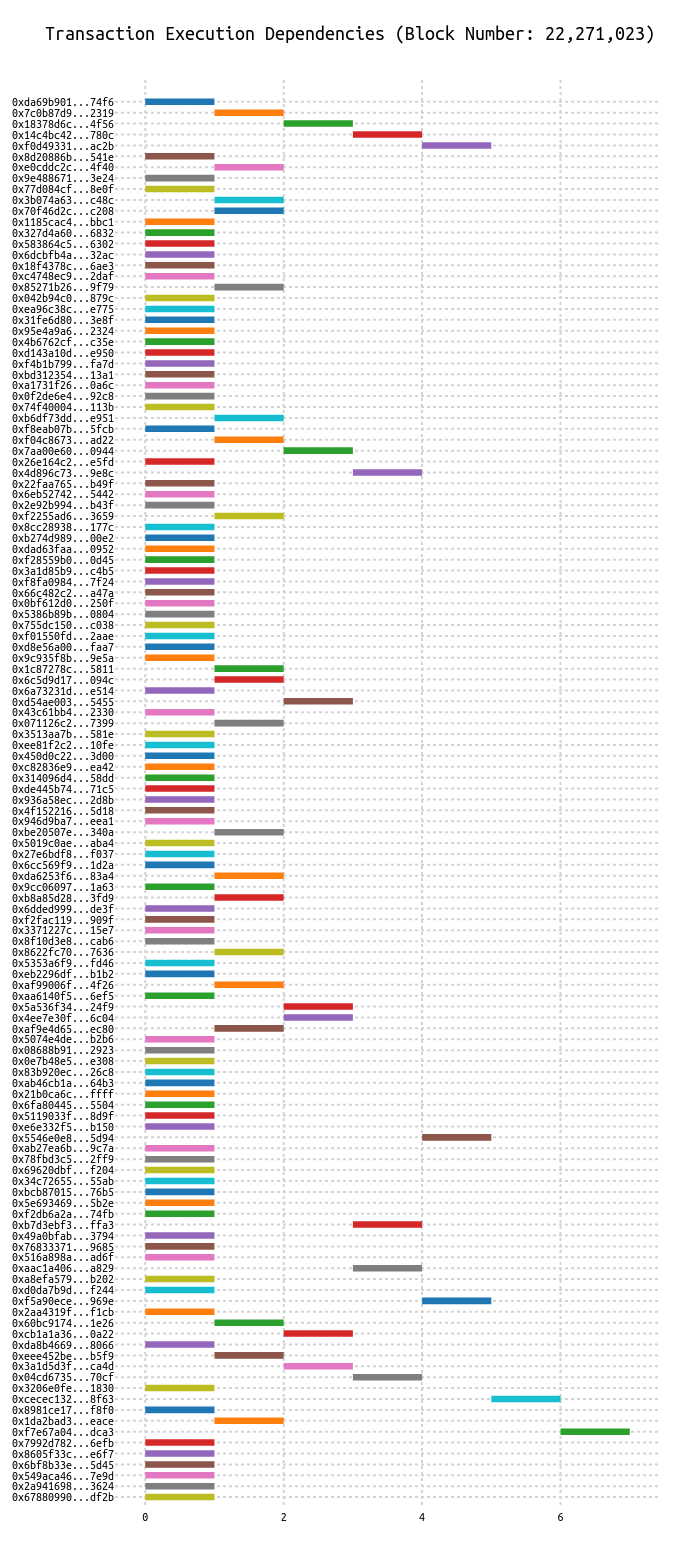 Transaction Execution Dependencies (Block Number: 22,271,023)
0xda69b901...74f6
0x7c0b87d9...2319
0x18378d6c...4f56
0x14c4bc42...780c
0xf0d49331...ac2b
0x8d20886b...541e
0xe0cddc2c...4f40
0x9e488671...3e24
0x77d084cf...8e0f
0x3b074a63...c48c
0x70f46d2c...c208
0x1185cac4...bbc1
0x327d4a60...6832
0x583864c5...6302
0x6dcbfb4a...32ac
0x18f4378c...6ae3
0xc4748ec9...2daf
0x85271b26...9f79
0x042b94c0...879c
0xea96c38c...e775
0x31fe6d80...3e8f
0x95e4a9a6...2324
0x4b6762cf...c35e
0xd143a10d...e950
0xf4b1b799...fa7d
0xbd312354...13a1
0xa1731f26...0a6c
0x0f2de6e4...92c8
0x74f40004...113b
0xb6df73dd...e951
0xf8eab07b...5fcb
0xf04c8673...ad22
0x7aa00e60...0944
0x26e164c2...e5fd
0x4d896c73...9e8c
0x22faa765...b49f
0x6eb52742...5442
0x2e92b994...b43f
0xf2255ad6...3659
0x8cc28938...177c
0xb274d989...00e2
0xdad63faa...0952
0xf28559b0...0d45
0x3a1d85b9...c4b5
0xf8fa0984...7f24
0x66c482c2...a47a
0x0bf612d0...250f
0x5386b89b...0804
0x755dc150...c038
0xf01550fd...2aae
0xd8e56a00...faa7
0x9c935f8b...9e5a
0x1c87278c...5811
0x6c5d9d17...094c
0x6a73231d...e514
0xd54ae003...5455
0x43c61bb4...2330
0x071126c2...7399
0x3513aa7b...581e
0xee81f2c2...10fe
0x450d0c22...3d00
0xc82836e9...ea42
0x314096d4...58dd
0xde445b74...71c5
0x936a58ec...2d8b
0x4f152216...5d18
0x946d9ba7...eea1
0xbe20507e...340a
0x5019c0ae...aba4
0x27e6bdf8...f037
0x6cc569f9...1d2a
0xda6253f6...83a4
0x9cc06097...1a63
0xb8a85d28...3fd9
0x6dded999...de3f
0xf2fac119...909f
0x3371227c...15e7
0x8f10d3e8...cab6
0x8622fc70...7636
0x5353a6f9...fd46
0xeb2296df...b1b2
0xaf99006f...4f26
0xaa6140f5...6ef5
0x5a536f34...24f9
0x4ee7e30f...6c04
0xaf9e4d65...ec80
0x5074e4de...b2b6
0x08688b91...2923
0x0e7b48e5...e308
0x83b920ec...26c8
0xab46cb1a...64b3
0x21b0ca6c...ffff
0x6fa80445...5504
0x5119033f...8d9f
0xe6e332f5...b150
0x5546e0e8...5d94
0xab27ea6b...9c7a
0x78fbd3c5...2ff9
0x69620dbf...f204
0x34c72655...55ab
0xbcb87015...76b5
0x5e693469...5b2e
0xf2db6a2a...74fb
0xb7d3ebf3...ffa3
0x49a0bfab...3794
0x76833371...9685
0x516a898a...ad6f
0xaac1a406...a829
0xa8efa579...b202
0xd0da7b9d...f244
0xf5a90ece...969e
0x2aa4319f...f1cb
0x60bc9174...1e26
0xcb1a1a36...0a22
0xda8b4669...8066
0xeee452be...b5f9
0x3a1d5d3f...ca4d
0x04cd6735...70cf
0x3206e0fe...1830
0xcecec132...8f63
0x8981ce17...f8f0
0x1da2bad3...eace
0xf7e67a04...dca3
0x7992d782...6efb
0x8605f33c...e6f7
0x6bf8b33e...5d45
0x549aca46...7e9d
0x2a941698...3624
0x67880990...df2b
0 2 4 6